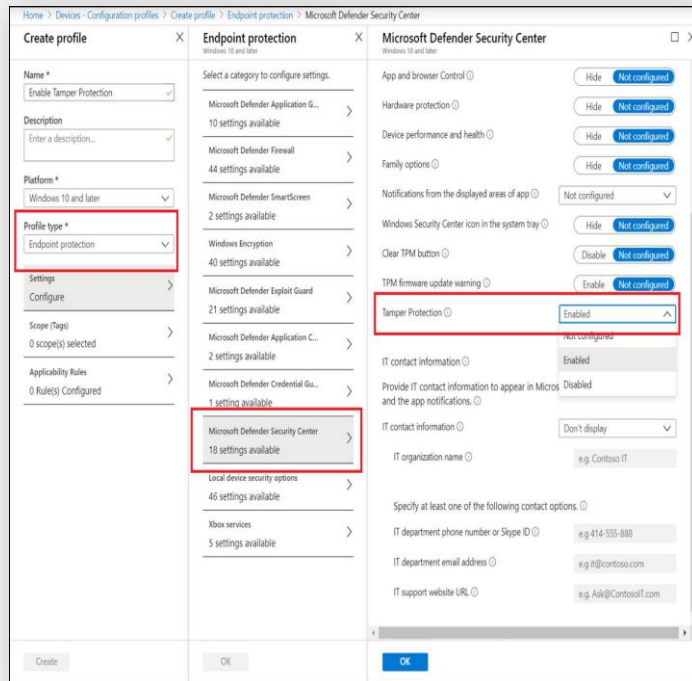 Home > Devices - Configuration profiles > Create profile > Endpoint protection > Microsoft Defender Security Center
Create profile
Name *
Enable Tamper Protection
Description
Enter a description...
Platform *
Windows 10 and later
Profile type *
Endpoint protection
Settings
Configure
Scope (Tags)
0 scope(s) selected
Applicability Rules
0 Rule(s) Configured
Create
Endpoint protection
Windows 10 and later
Select a category to configure settings.
Microsoft Defender Application G...
10 settings available
Microsoft Defender Firewall
44 settings available
Microsoft Defender SmartScreen
2 settings available
Windows Encryption
40 settings available
Microsoft Defender Exploit Guard
21 settings available
Microsoft Defender Application C...
2 settings available
Microsoft Defender Credential Gu...
1 setting available
Microsoft Defender Security Center
18 settings available
Local device security options
46 settings available
Xbox services
5 settings available
OK
Microsoft Defender Security Center
Windows 10 and later
App and browser Control Hide Not configured
Hardware protection Hide Not configured
Device performance and health Hide Not configured
Family options Hide Not configured
Notifications from the displayed areas of app Not configured
Windows Security Center icon in the system tray Hide Not configured
Clear TPM button Disable Not configured
TPM firmware update warning Enable Not configured
Tamper Protection Enabled
Not configured
IT contact information Enabled
Provide IT contact information to appear in Micros Disabled
and the app notifications.
IT contact information Don't display
IT organization name e.g. Contoso IT
Specify at least one of the following contact options.
IT department phone number or Skype ID e.g 414-555-888
IT department email address e.g it@contoso.com
IT support website URL e.g. Ask@ContosoIT.com
OK